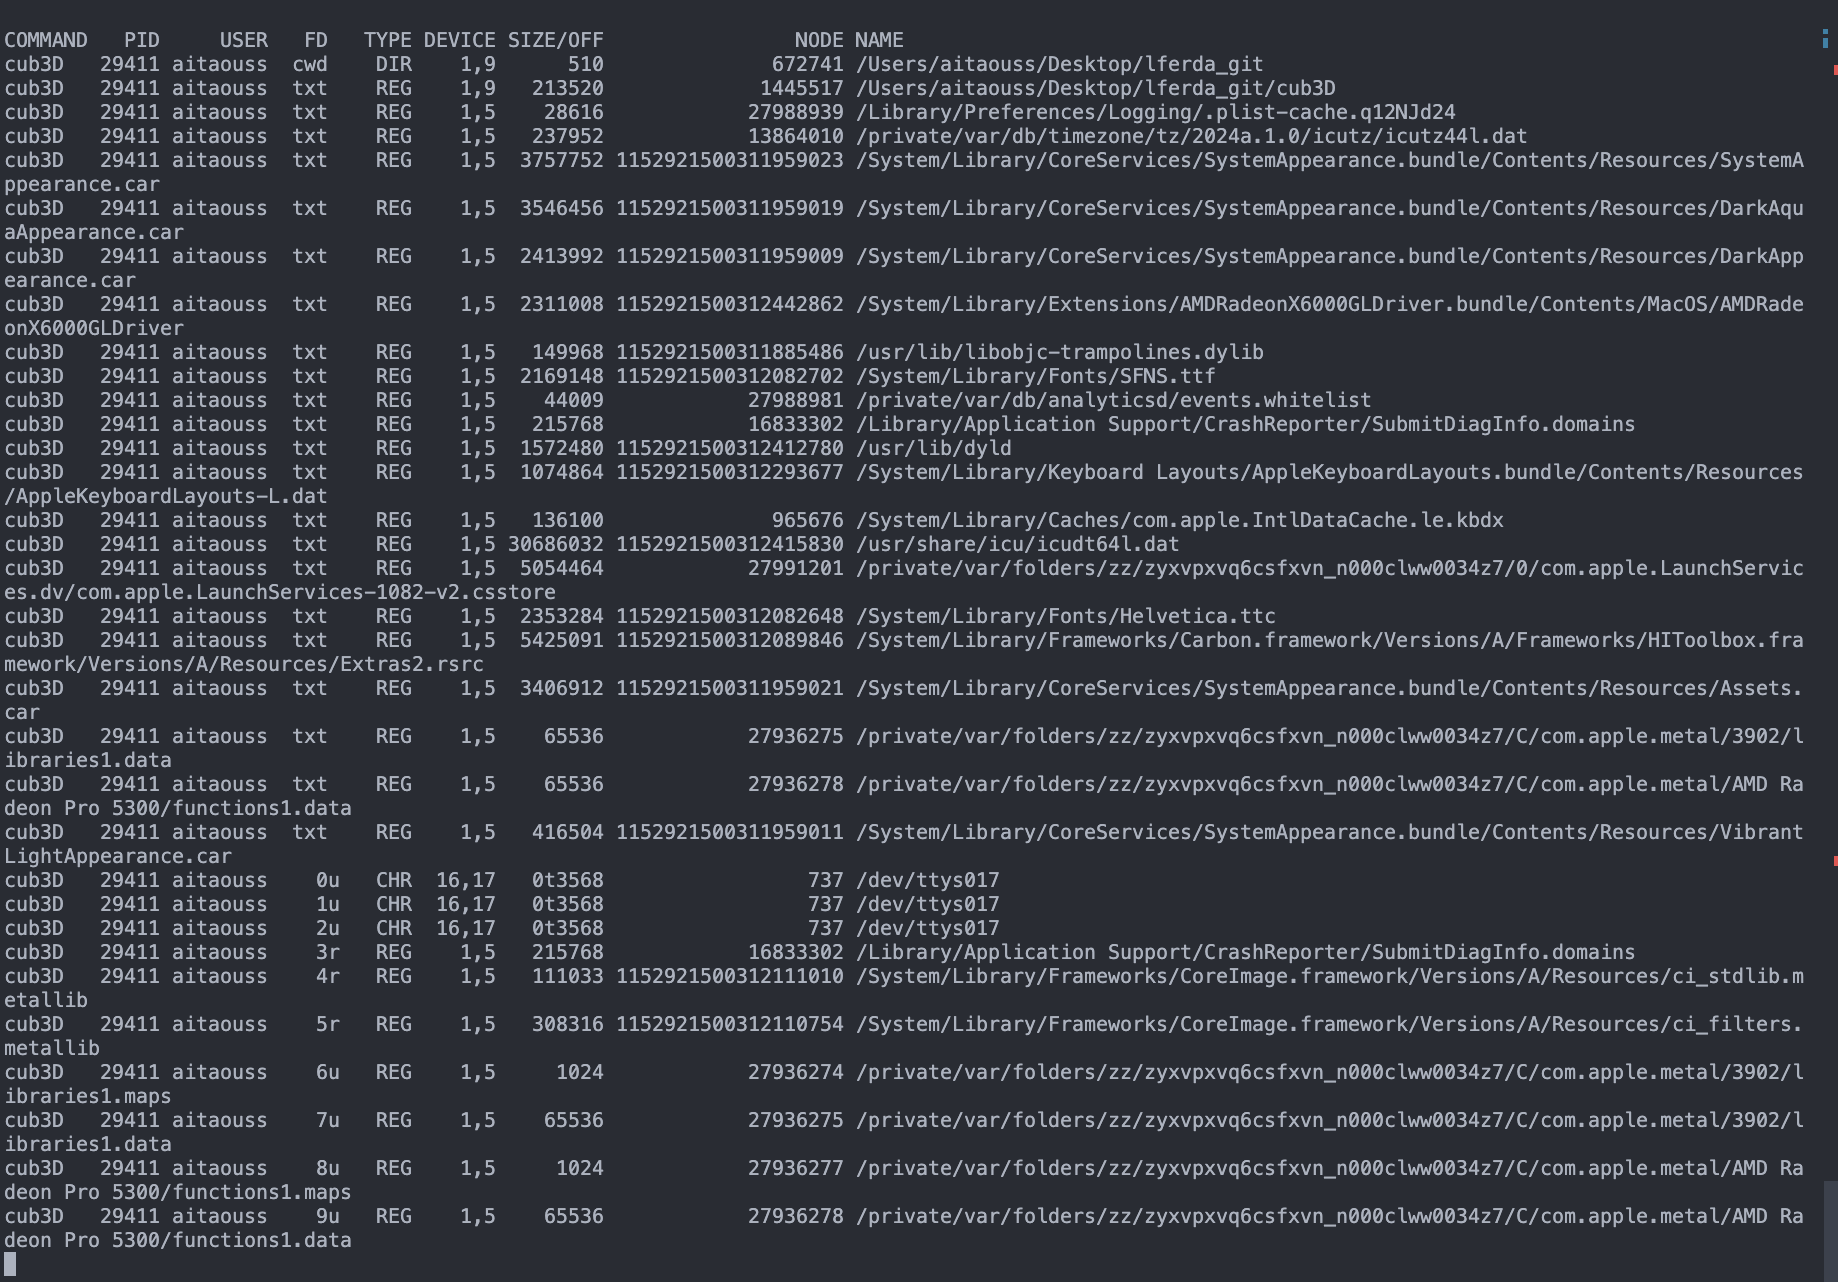 COMMAND   PID     USER   FD   TYPE DEVICE SIZE/OFF                NODE NAME
cub3D   29411 aitaouss  cwd    DIR    1,9      510              672741 /Users/aitaouss/Desktop/lferda_git
cub3D   29411 aitaouss  txt    REG    1,9   213520             1445517 /Users/aitaouss/Desktop/lferda_git/cub3D
cub3D   29411 aitaouss  txt    REG    1,5    28616            27988939 /Library/Preferences/Logging/.plist-cache.q12NJd24
cub3D   29411 aitaouss  txt    REG    1,5   237952            13864010 /private/var/db/timezone/tz/2024a.1.0/icutz/icutz44l.dat
cub3D   29411 aitaouss  txt    REG    1,5  3757752 1152921500311959023 /System/Library/CoreServices/SystemAppearance.bundle/Contents/Resources/SystemA
ppearance.car
cub3D   29411 aitaouss  txt    REG    1,5  3546456 1152921500311959019 /System/Library/CoreServices/SystemAppearance.bundle/Contents/Resources/DarkAqu
aAppearance.car
cub3D   29411 aitaouss  txt    REG    1,5  2413992 1152921500311959009 /System/Library/CoreServices/SystemAppearance.bundle/Contents/Resources/DarkApp
earance.car
cub3D   29411 aitaouss  txt    REG    1,5  2311008 1152921500312442862 /System/Library/Extensions/AMDRadeonX6000GLDriver.bundle/Contents/MacOS/AMDRade
onX6000GLDriver
cub3D   29411 aitaouss  txt    REG    1,5   149968 1152921500311885486 /usr/lib/libobjc-trampolines.dylib
cub3D   29411 aitaouss  txt    REG    1,5  2169148 1152921500312082702 /System/Library/Fonts/SFNS.ttf
cub3D   29411 aitaouss  txt    REG    1,5    44009            27988981 /private/var/db/analyticsd/events.whitelist
cub3D   29411 aitaouss  txt    REG    1,5   215768            16833302 /Library/Application Support/CrashReporter/SubmitDiagInfo.domains
cub3D   29411 aitaouss  txt    REG    1,5  1572480 1152921500312412780 /usr/lib/dyld
cub3D   29411 aitaouss  txt    REG    1,5  1074864 1152921500312293677 /System/Library/Keyboard Layouts/AppleKeyboardLayouts.bundle/Contents/Resources
/AppleKeyboardLayouts-L.dat
cub3D   29411 aitaouss  txt    REG    1,5   136100              965676 /System/Library/Caches/com.apple.IntlDataCache.le.kbdx
cub3D   29411 aitaouss  txt    REG    1,5 30686032 1152921500312415830 /usr/share/icu/icudt64l.dat
cub3D   29411 aitaouss  txt    REG    1,5  5054464            27991201 /private/var/folders/zz/zyxvpxvq6csfxvn_n000clww0034z7/0/com.apple.LaunchServic
es.dv/com.apple.LaunchServices-1082-v2.csstore
cub3D   29411 aitaouss  txt    REG    1,5  2353284 1152921500312082648 /System/Library/Fonts/Helvetica.ttc
cub3D   29411 aitaouss  txt    REG    1,5  5425091 1152921500312089846 /System/Library/Frameworks/Carbon.framework/Versions/A/Frameworks/HIToolbox.fra
mework/Versions/A/Resources/Extras2.rsrc
cub3D   29411 aitaouss  txt    REG    1,5  3406912 1152921500311959021 /System/Library/CoreServices/SystemAppearance.bundle/Contents/Resources/Assets.
car
cub3D   29411 aitaouss  txt    REG    1,5    65536            27936275 /private/var/folders/zz/zyxvpxvq6csfxvn_n000clww0034z7/C/com.apple.metal/3902/l
ibraries1.data
cub3D   29411 aitaouss  txt    REG    1,5    65536            27936278 /private/var/folders/zz/zyxvpxvq6csfxvn_n000clww0034z7/C/com.apple.metal/AMD Ra
deon Pro 5300/functions1.data
cub3D   29411 aitaouss  txt    REG    1,5   416504 1152921500311959011 /System/Library/CoreServices/SystemAppearance.bundle/Contents/Resources/Vibrant
LightAppearance.car
cub3D   29411 aitaouss    0u   CHR  16,17   0t3568                 737 /dev/ttys017
cub3D   29411 aitaouss    1u   CHR  16,17   0t3568                 737 /dev/ttys017
cub3D   29411 aitaouss    2u   CHR  16,17   0t3568                 737 /dev/ttys017
cub3D   29411 aitaouss    3r   REG    1,5   215768            16833302 /Library/Application Support/CrashReporter/SubmitDiagInfo.domains
cub3D   29411 aitaouss    4r   REG    1,5   111033 1152921500312111010 /System/Library/Frameworks/CoreImage.framework/Versions/A/Resources/ci_stdlib.m
etallib
cub3D   29411 aitaouss    5r   REG    1,5   308316 1152921500312110754 /System/Library/Frameworks/CoreImage.framework/Versions/A/Resources/ci_filters.
metallib
cub3D   29411 aitaouss    6u   REG    1,5     1024            27936274 /private/var/folders/zz/zyxvpxvq6csfxvn_n000clww0034z7/C/com.apple.metal/3902/l
ibraries1.maps
cub3D   29411 aitaouss    7u   REG    1,5    65536            27936275 /private/var/folders/zz/zyxvpxvq6csfxvn_n000clww0034z7/C/com.apple.metal/3902/l
ibraries1.data
cub3D   29411 aitaouss    8u   REG    1,5     1024            27936277 /private/var/folders/zz/zyxvpxvq6csfxvn_n000clww0034z7/C/com.apple.metal/AMD Ra
deon Pro 5300/functions1.maps
cub3D   29411 aitaouss    9u   REG    1,5    65536            27936278 /private/var/folders/zz/zyxvpxvq6csfxvn_n000clww0034z7/C/com.apple.metal/AMD Ra
deon Pro 5300/functions1.data